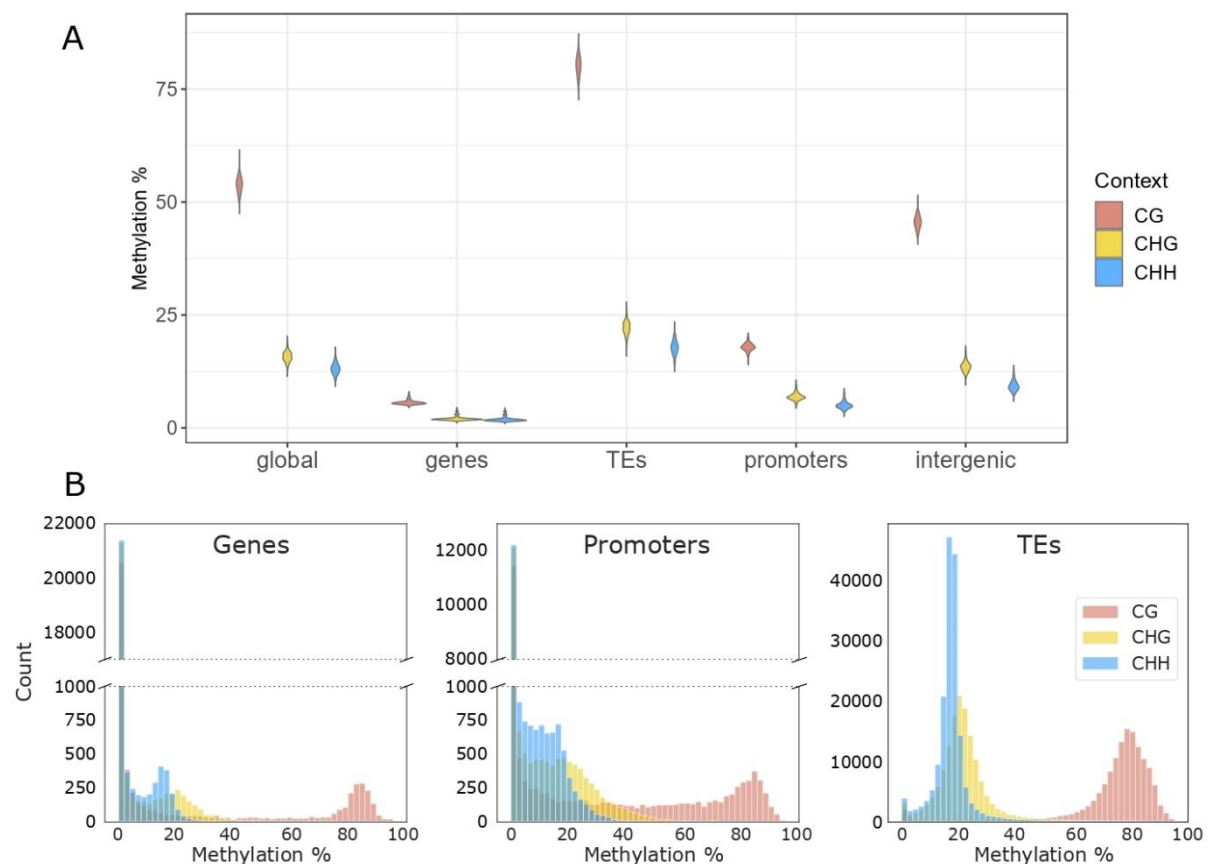 A
Methylation %
75
50
25
0
global genes TEs promoters intergenic
Context
CG
CHG
CHH
B
Count
Genes
22000
20000
18000
1000
750
500
250
0
0 20 40 60 80 100
Methylation %
Promoters
12000
10000
8000
1000
750
500
250
0
0 20 40 60 80 100
Methylation %
TEs
40000
30000
20000
10000
0
0 20 40 60 80 100
Methylation %
CG
CHG
CHH